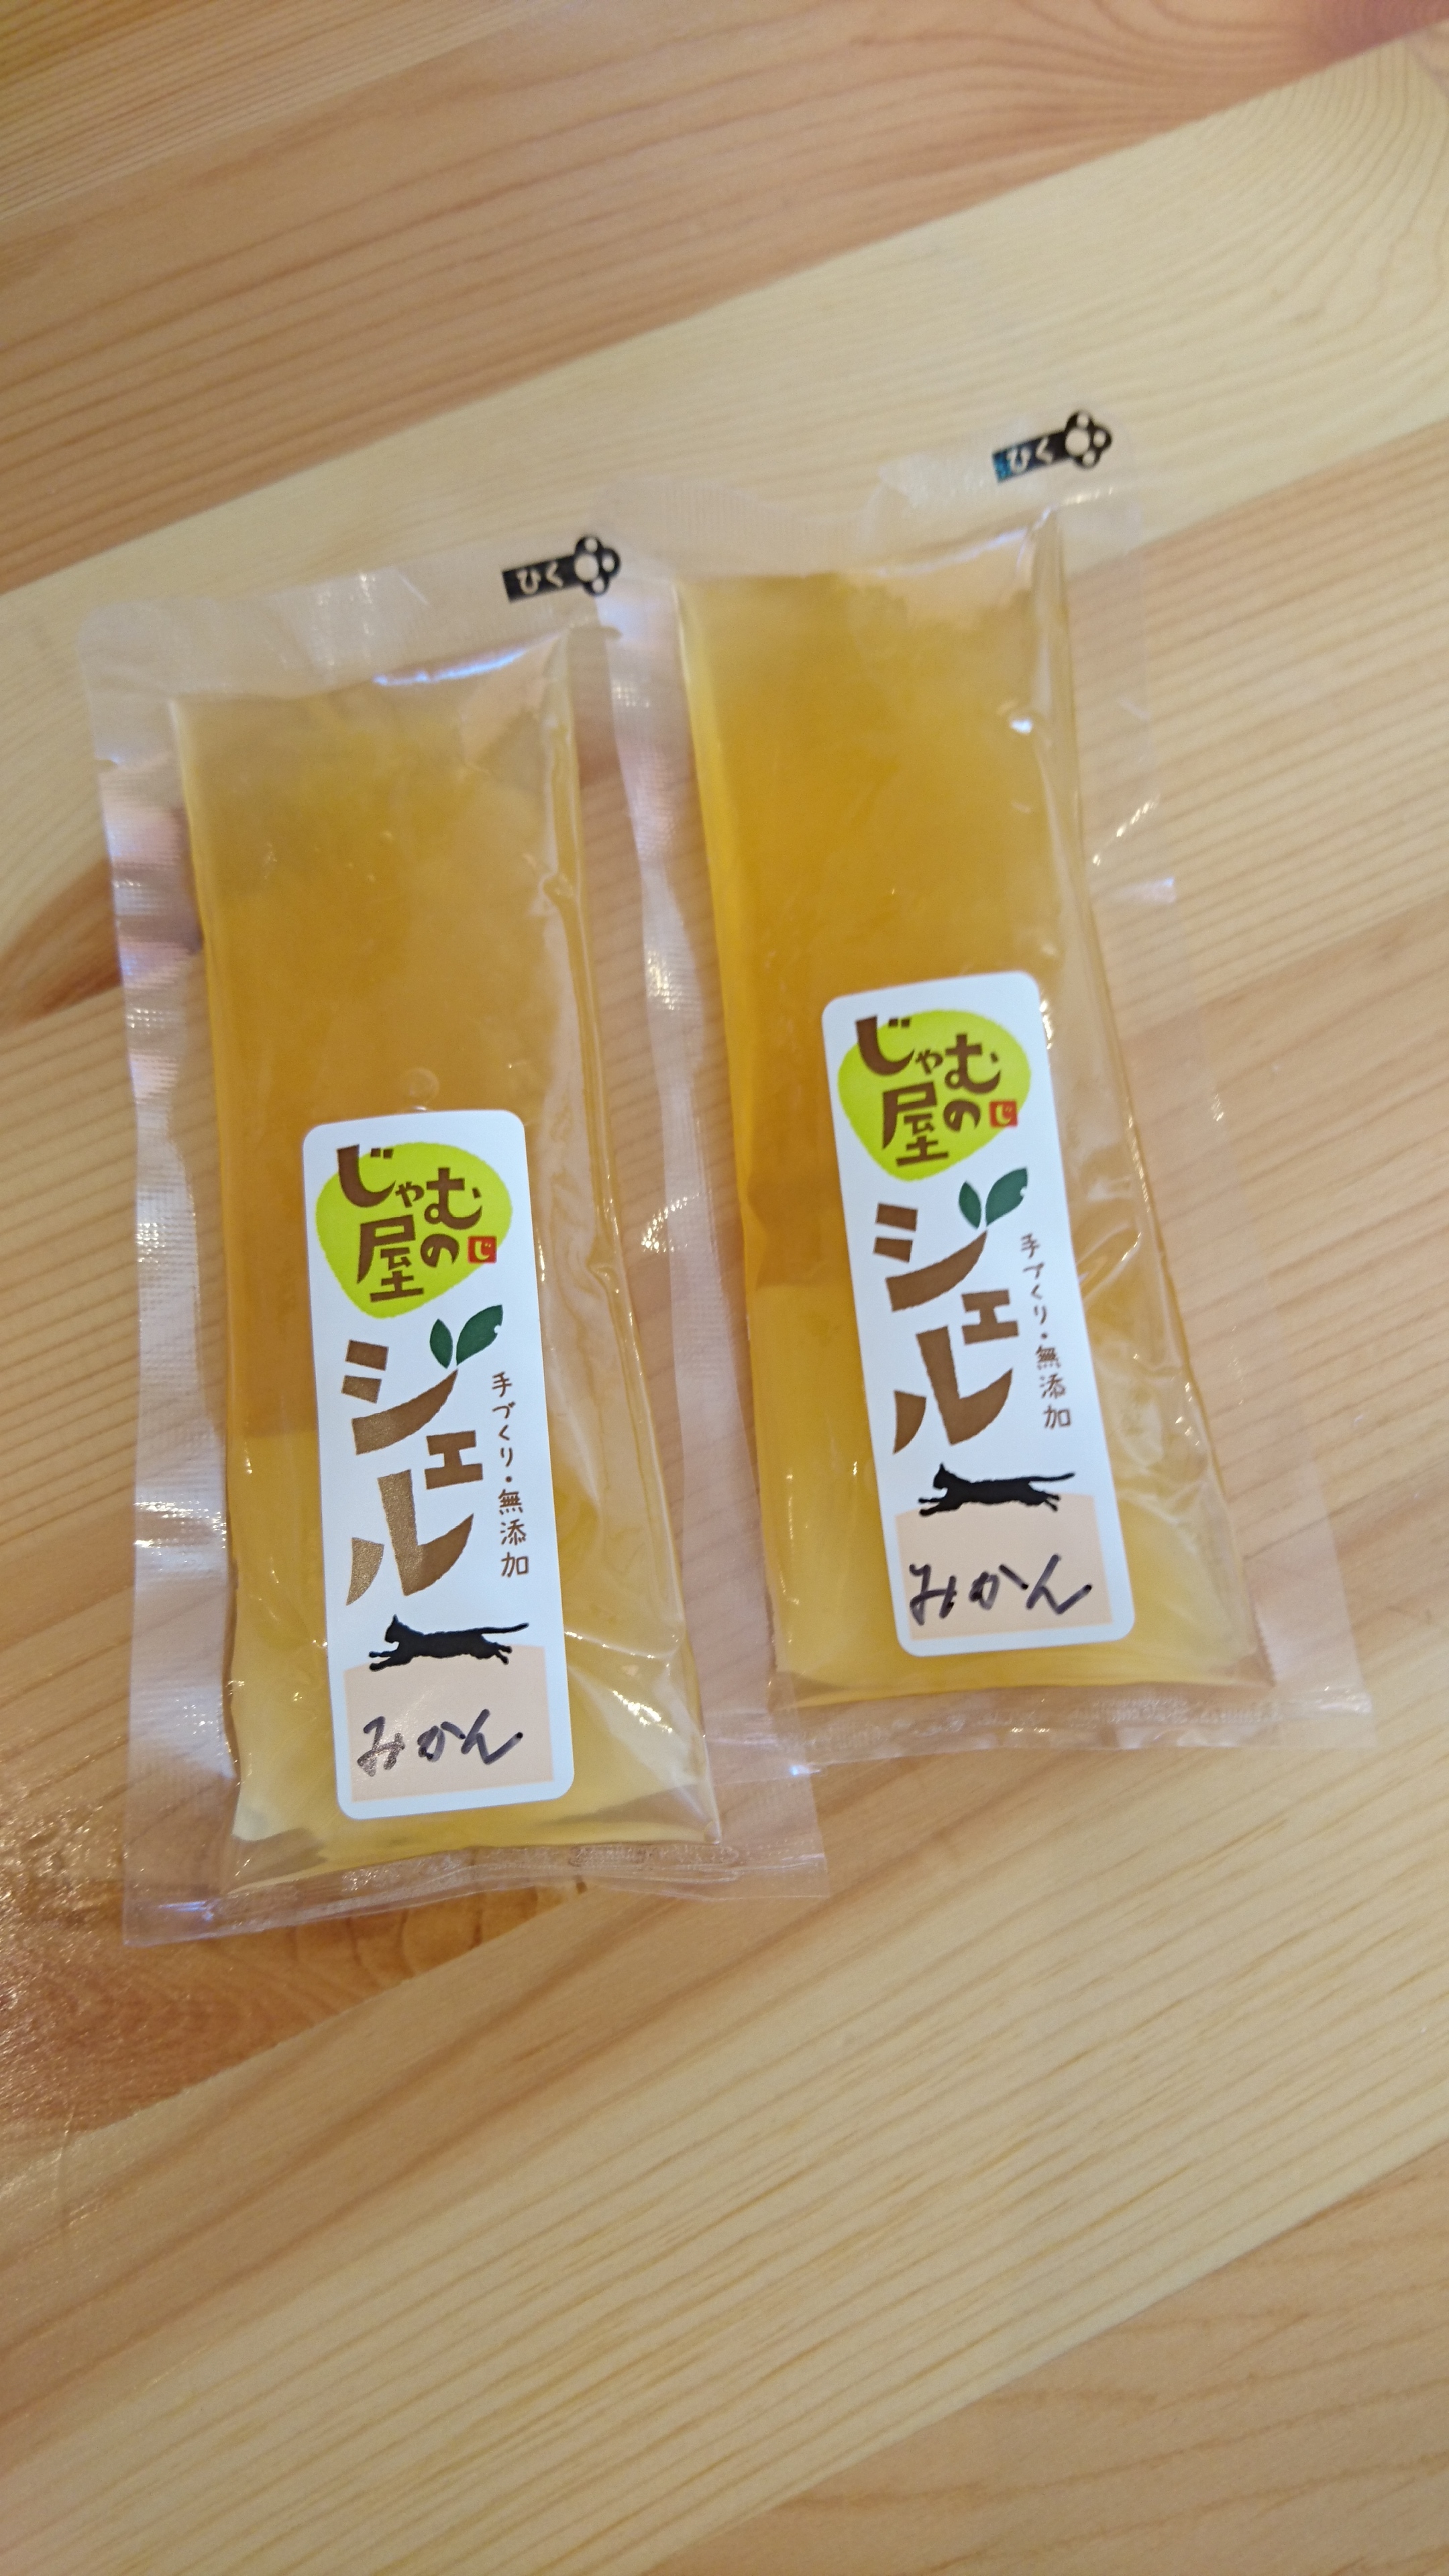 ひく
じゃむの
屋
じ
ジェル
手づくり・無添加
みかん
ひく
じゃむの
屋
じ
ジェル
手づくり・無添加
みかん